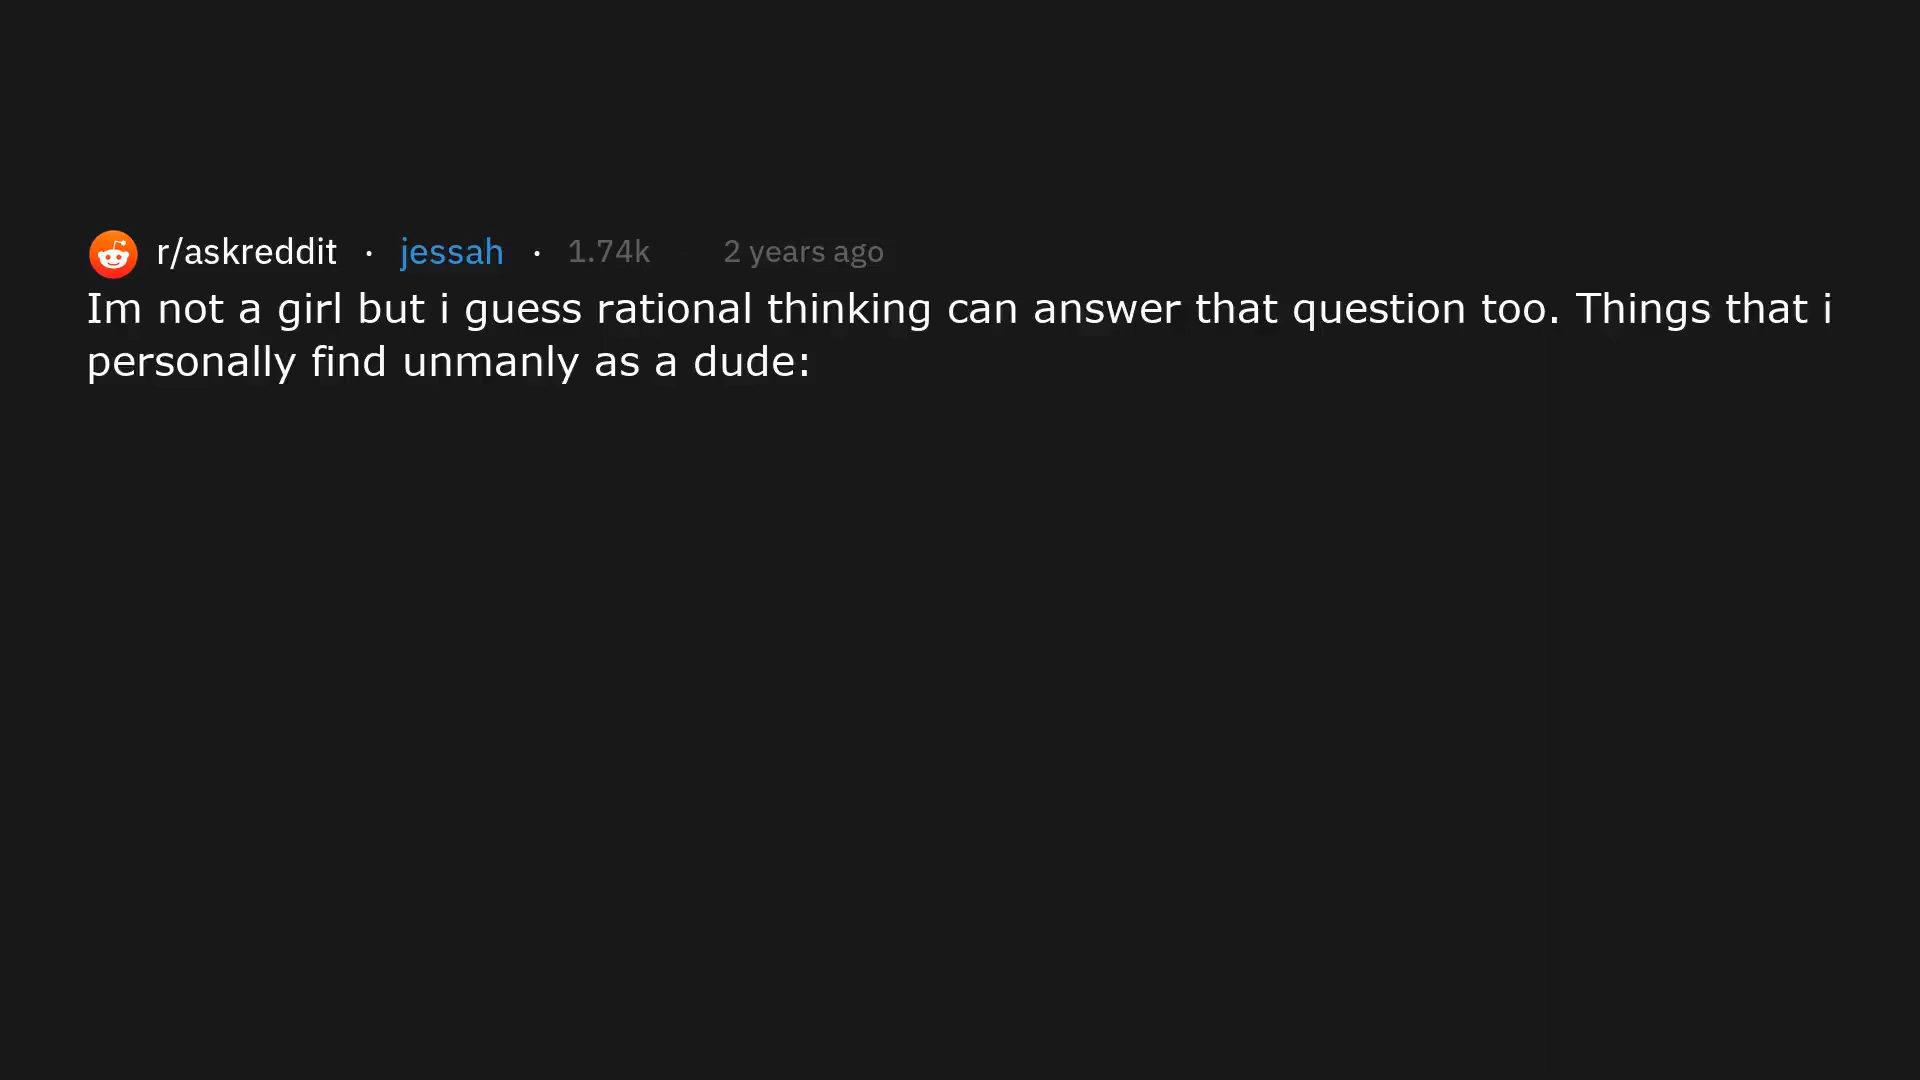 r/askreddit · jessah · 1.74k 2 years ago
Im not a girl but i guess rational thinking can answer that question too. Things that i
personally find unmanly as a dude: